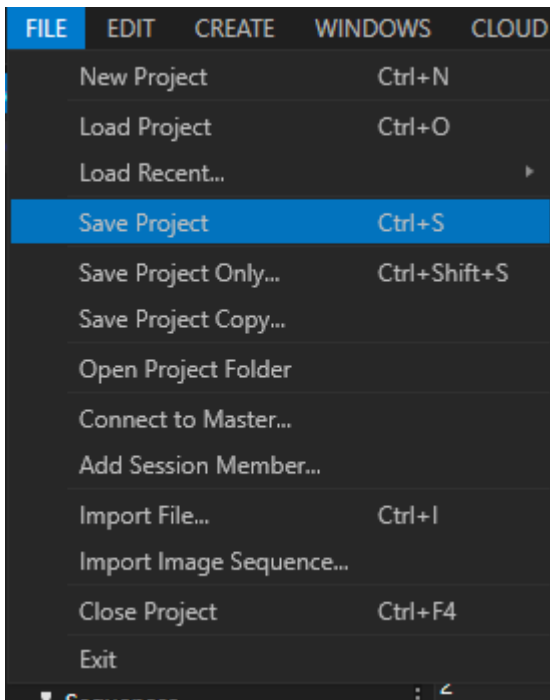 FILE EDIT CREATE WINDOWS CLOUD
New Project Ctrl+N
Load Project Ctrl+O
Load Recent...
Save Project Ctrl+S
Save Project Only... Ctrl+Shift+S
Save Project Copy...
Open Project Folder
Connect to Master...
Add Session Member...
Import File... Ctrl+I
Import Image Sequence...
Close Project Ctrl+F4
Exit